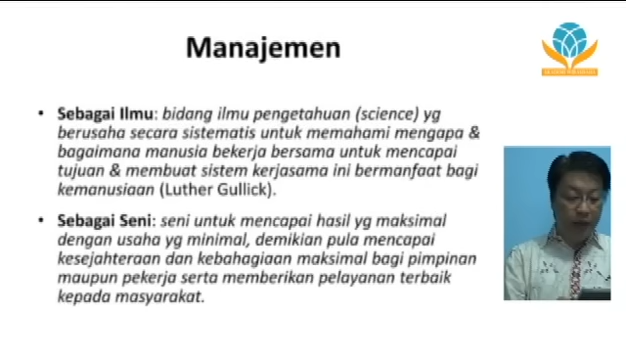 Manajemen
• Sebagai Ilmu: bidang ilmu pengetahuan (science) yg
berusaha secara sistematis untuk memahami mengapa &
bagaimana manusia bekerja bersama untuk mencapai
tujuan & membuat sistem kerjasama ini bermanfaat bagi
kemanusiaan (Luther Gullick).
• Sebagai Seni: seni untuk mencapai hasil yg maksimal
dengan usaha yg minimal, demikian pula mencapai
kesejahteraan dan kebahagiaan maksimal bagi pimpinan
maupun pekerja serta memberikan pelayanan terbaik
kepada masyarakat.